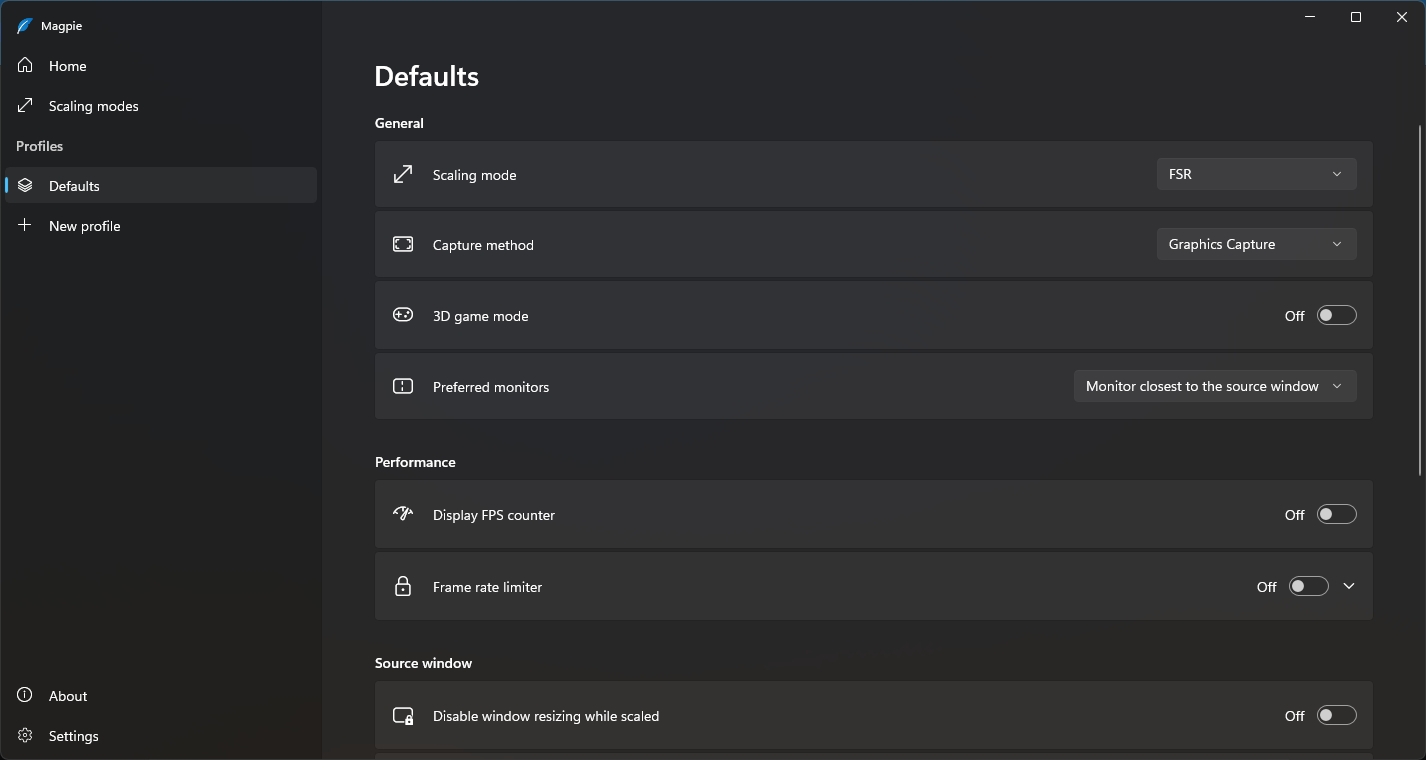 Magpie
Home
Scaling modes
Profiles
Defaults
New profile
About
Settings
Defaults
General
Scaling mode
FSR
Capture method
Graphics Capture
3D game mode
Off
Preferred monitors
Monitor closest to the source window
Performance
Display FPS counter
Off
Frame rate limiter
Off
Source window
Disable window resizing while scaled
Off